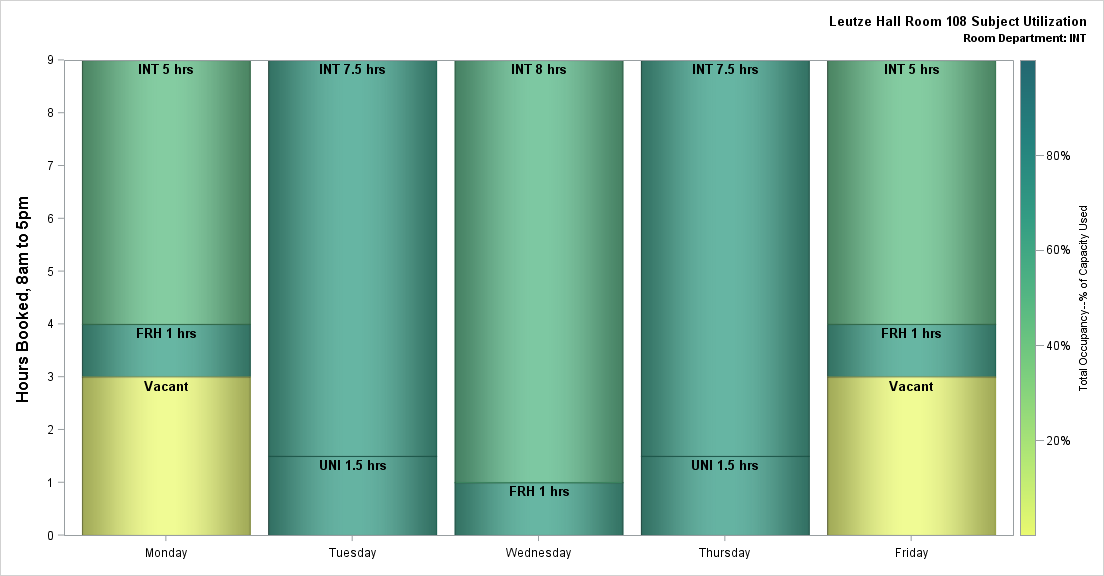 Leutze Hall Room 108 Subject Utilization
Room Department: INT
Hours Booked, 8am to 5pm
9
8
7
6
5
4
3
2
1
0
INT 5 hrs
FRH 1 hrs
Vacant
INT 7.5 hrs
UNI 1.5 hrs
INT 8 hrs
FRH 1 hrs
INT 7.5 hrs
UNI 1.5 hrs
INT 5 hrs
FRH 1 hrs
Vacant
Monday
Tuesday
Wednesday
Thursday
Friday
80%
60%
40%
20%
Total Occupancy--% of Capacity Used